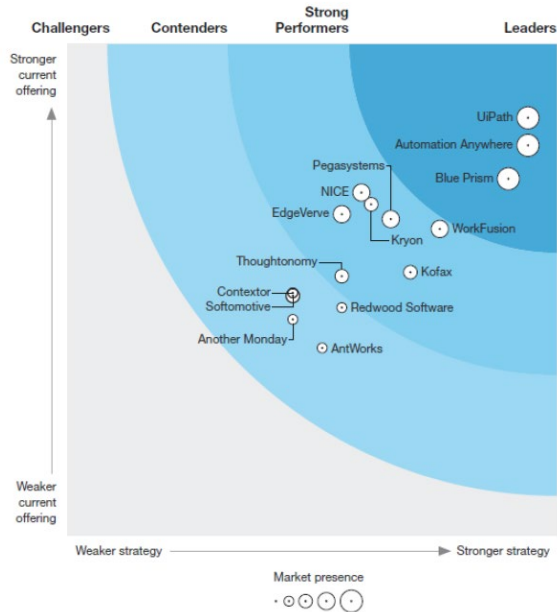 Challengers
Contenders
Strong
Performers
Leaders
Stronger
current
offering
UiPath
Automation Anywhere
Pegasystems
Blue Prism
NICE
EdgeVerve
WorkFusion
Kryon
Thoughtonomy
Kofax
Contextor
Softomotive
Redwood Software
Another Monday
AntWorks
Weaker
current
offering
Weaker strategy
Stronger strategy
Market presence